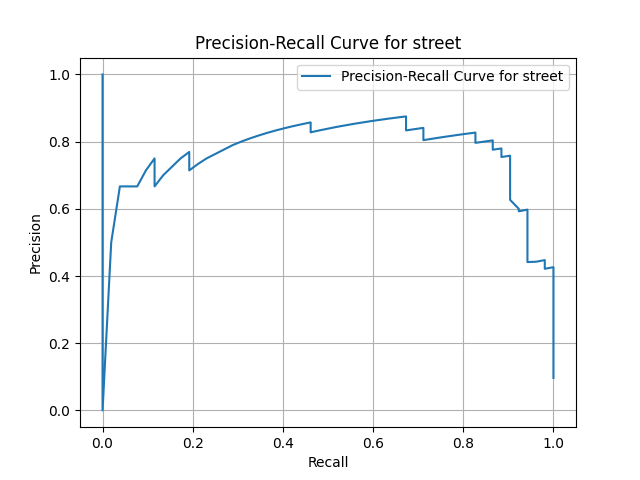 Precision-Recall Curve for street
Precision-Recall Curve for street
1.0
0.8
0.6
0.4
0.2
0.0
Precision
0.0 0.2 0.4 0.6 0.8 1.0
Recall